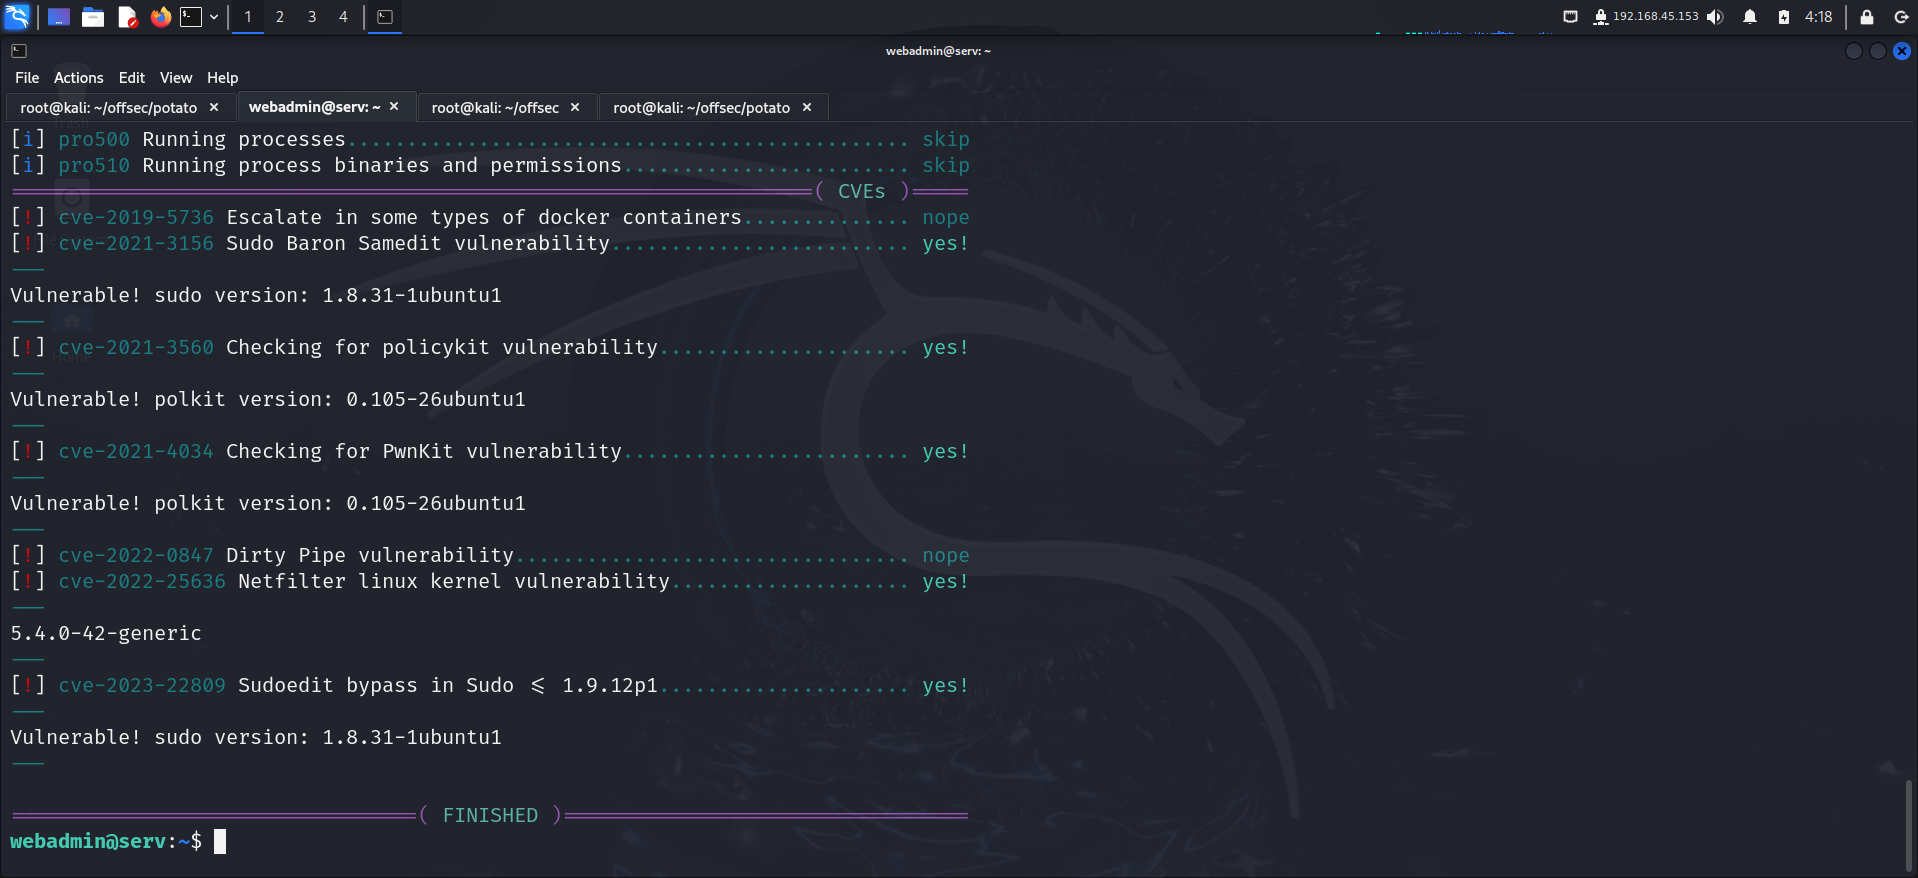 1 2 3 4 192.168.45.153 4:18
webadmin@serv: ~
File Actions Edit View Help
root@kali: ~/offsec/potato × webadmin@serv: ~ × root@kali: ~/offsec × root@kali: ~/offsec/potato ×
[i] pro500 Running processes............................................... skip
[i] pro510 Running process binaries and permissions........................ skip
===================================================================( CVEs )=====
[!] cve-2019-5736 Escalate in some types of docker containers.............. nope
[!] cve-2021-3156 Sudo Baron Samedit vulnerability......................... yes!
---
Vulnerable! sudo version: 1.8.31-1ubuntu1
---
[!] cve-2021-3560 Checking for policykit vulnerability..................... yes!
---
Vulnerable! polkit version: 0.105-26ubuntu1
---
[!] cve-2021-4034 Checking for PwnKit vulnerability........................ yes!
---
Vulnerable! polkit version: 0.105-26ubuntu1
---
[!] cve-2022-0847 Dirty Pipe vulnerability................................. nope
[!] cve-2022-25636 Netfilter linux kernel vulnerability.................... yes!
---
5.4.0-42-generic
---
[!] cve-2023-22809 Sudoedit bypass in Sudo <= 1.9.12p1..................... yes!
---
Vulnerable! sudo version: 1.8.31-1ubuntu1
---
==================================( FINISHED )==================================
webadmin@serv:~$